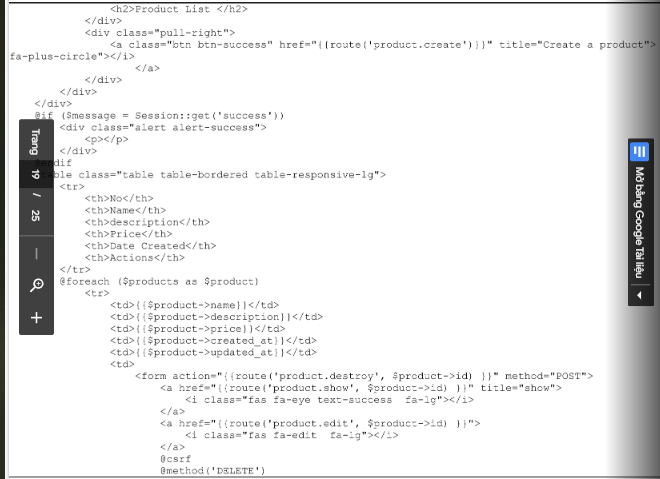 <h2>Product List </h2>
</div>
<div class="pull-right">
<a class="btn btn-success" href="{{route('product.create')}}" title="Create a product">
fa-plus-circle"></i>
</a>
</div>
</div>
</div>
@if ($message = Session::get('success'))
<div class="alert alert-success">
<p></p>
</div>
ndif
ble class="table table-bordered table-responsive-lg">
<tr>
<th>No</th>
<th>Name</th>
<th>description</th>
<th>Price</th>
<th>Date Created</th>
<th>Actions</th>
</tr>
@foreach ($products as $product)
<tr>
<td>{{$product->name}}</td>
<td>{{$product->description}}</td>
<td>{{$product->price}}</td>
<td>{{$product->created_at}}</td>
<td>{{$product->updated_at}}</td>
<td>
<form action="{{route('product.destroy', $product->id) }}" method="POST">
<a href="{{route('product.show', $product->id) }}" title="show">
<i class="fas fa-eye text-success  fa-lg"></i>
</a>
<a href="{{route('product.edit', $product->id) }}">
<i class="fas fa-edit  fa-lg"></i>
</a>
@csrf
@method('DELETE')
Trang 19 / 25
Mở bằng Google Tài liệu